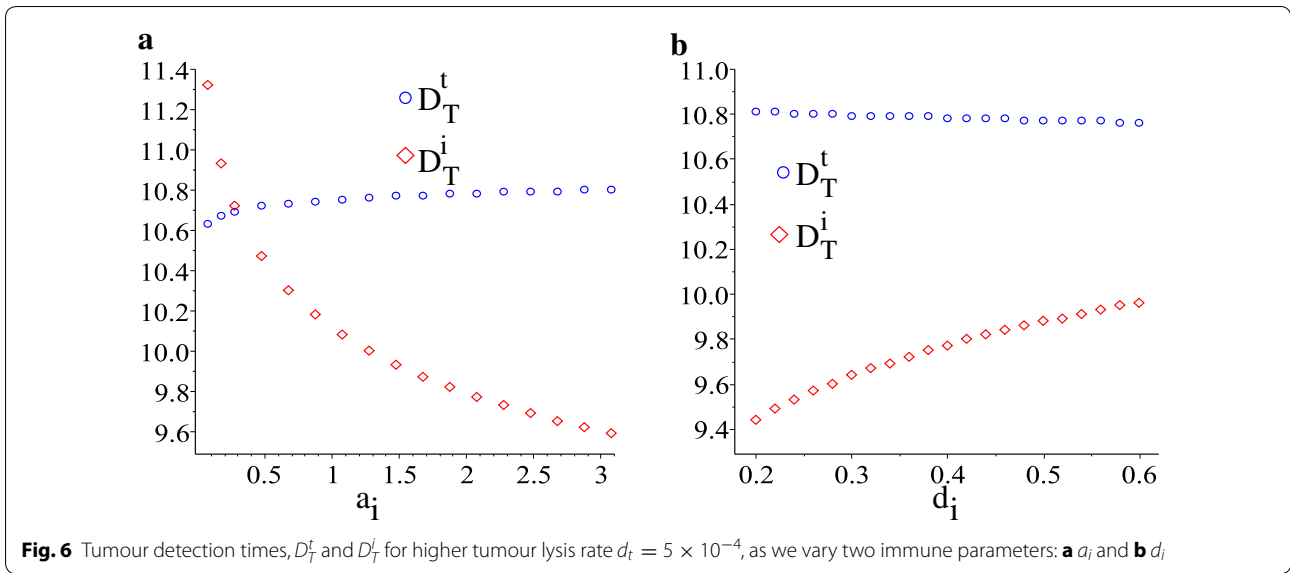 a
11.4
11.2
11.0
10.8
10.6
10.4
10.2
10.0
9.8
9.6
0.5 1 1.5 2 2.5 3
a_i
D_T^t
D_T^i
b
11.0
10.8
10.6
10.4
10.2
10.0
9.8
9.6
9.4
0.2 0.3 0.4 0.5 0.6
d_i
D_T^t
D_T^i
Fig. 6 Tumour detection times, D_T^t and D_T^i for higher tumour lysis rate d_t = 5 × 10^{−4}, as we vary two immune parameters: a a_i and b d_i